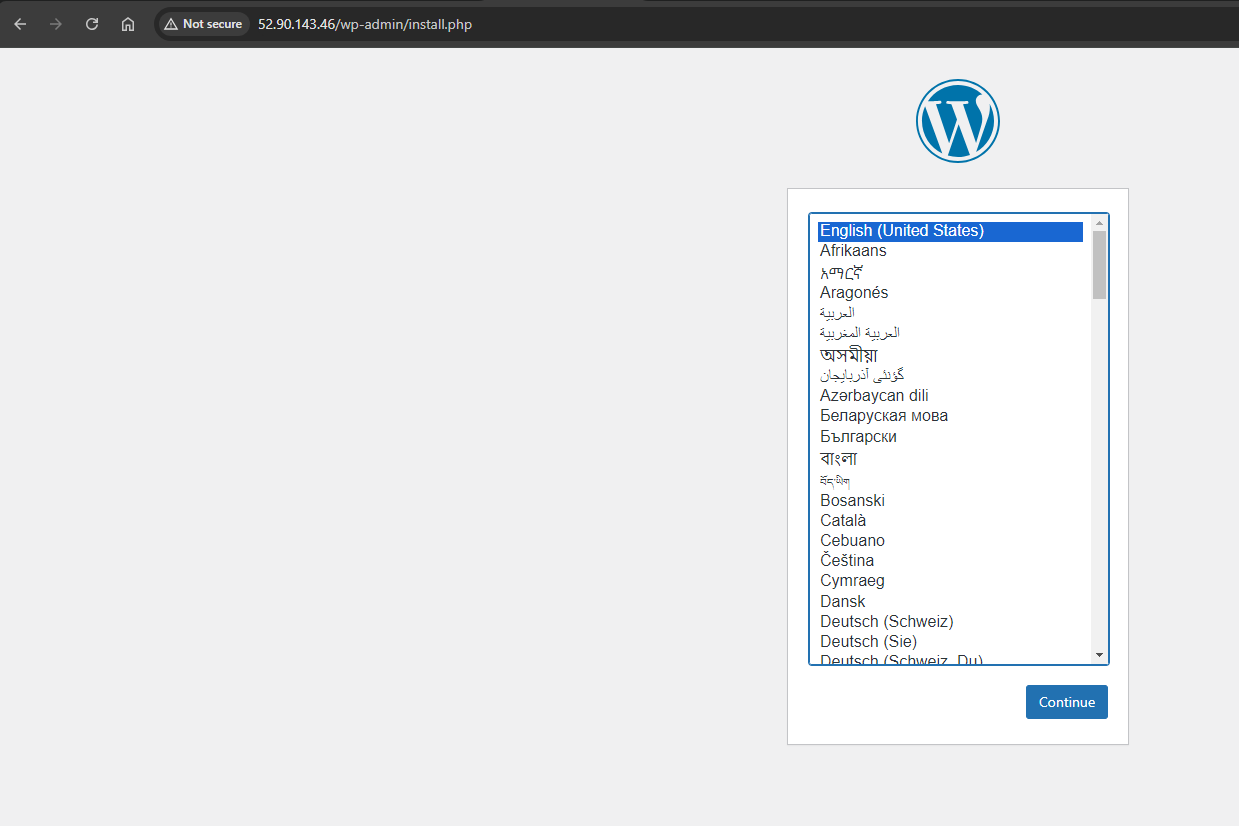 Not secure 52.90.143.46/wp-admin/install.php
W
English (United States)
Afrikaans
አማርኛ
Aragonés
العربية
العربية المغربية
অসমীয়া
گؤنئی آذربایجان
Azərbaycan dili
Беларуская мова
Български
বাংলা
བོད་ཡིག
Bosanski
Català
Cebuano
Čeština
Cymraeg
Dansk
Deutsch (Schweiz)
Deutsch (Sie)
Deutsch (Schweiz, Du)
Continue